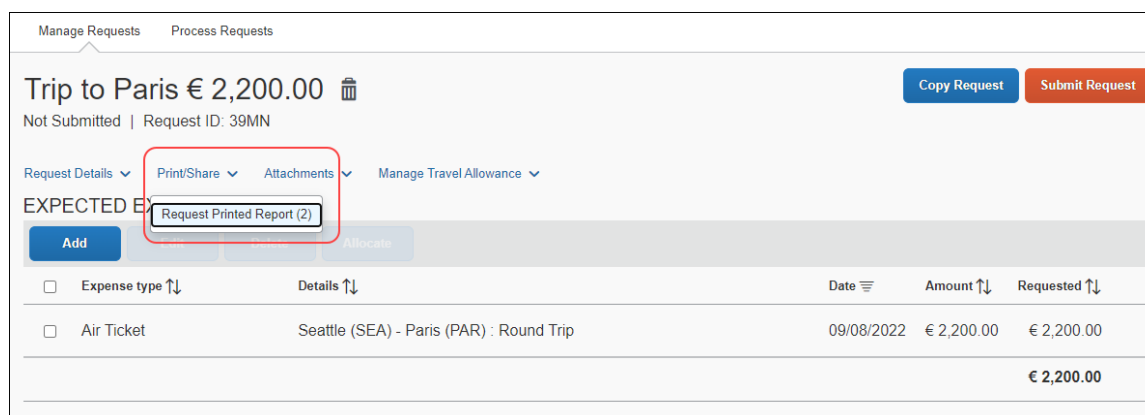 Manage Requests Process Requests
Trip to Paris € 2,200.00
Copy Request Submit Request
Not Submitted | Request ID: 39MN
Request Details Print/Share Attachments Manage Travel Allowance
EXPECTED EX
Request Printed Report (2)
Add Edit Delete Allocate
Expense type Details Date Amount Requested
Air Ticket Seattle (SEA) - Paris (PAR) : Round Trip 09/08/2022 € 2,200.00 € 2,200.00
€ 2,200.00